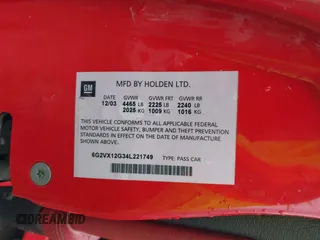 GM
MFD BY HOLDEN LTD.
DATE GVWR GVWR FRT GVWR RR
12/03 4465 LB 2225 LB 2240 LB
2025 KG 1009 KG 1016 KG
THIS VEHICLE CONFORMS TO ALL APPLICABLE FEDERAL
MOTOR VEHICLE SAFETY, BUMPER AND THEFT PREVENTION
STANDARDS IN EFFECT ON THE DATE OF MANUFACTURE
SHOWN ABOVE.
6G2VX12G34L221749 TYPE: PASS CAR
DREAMBID